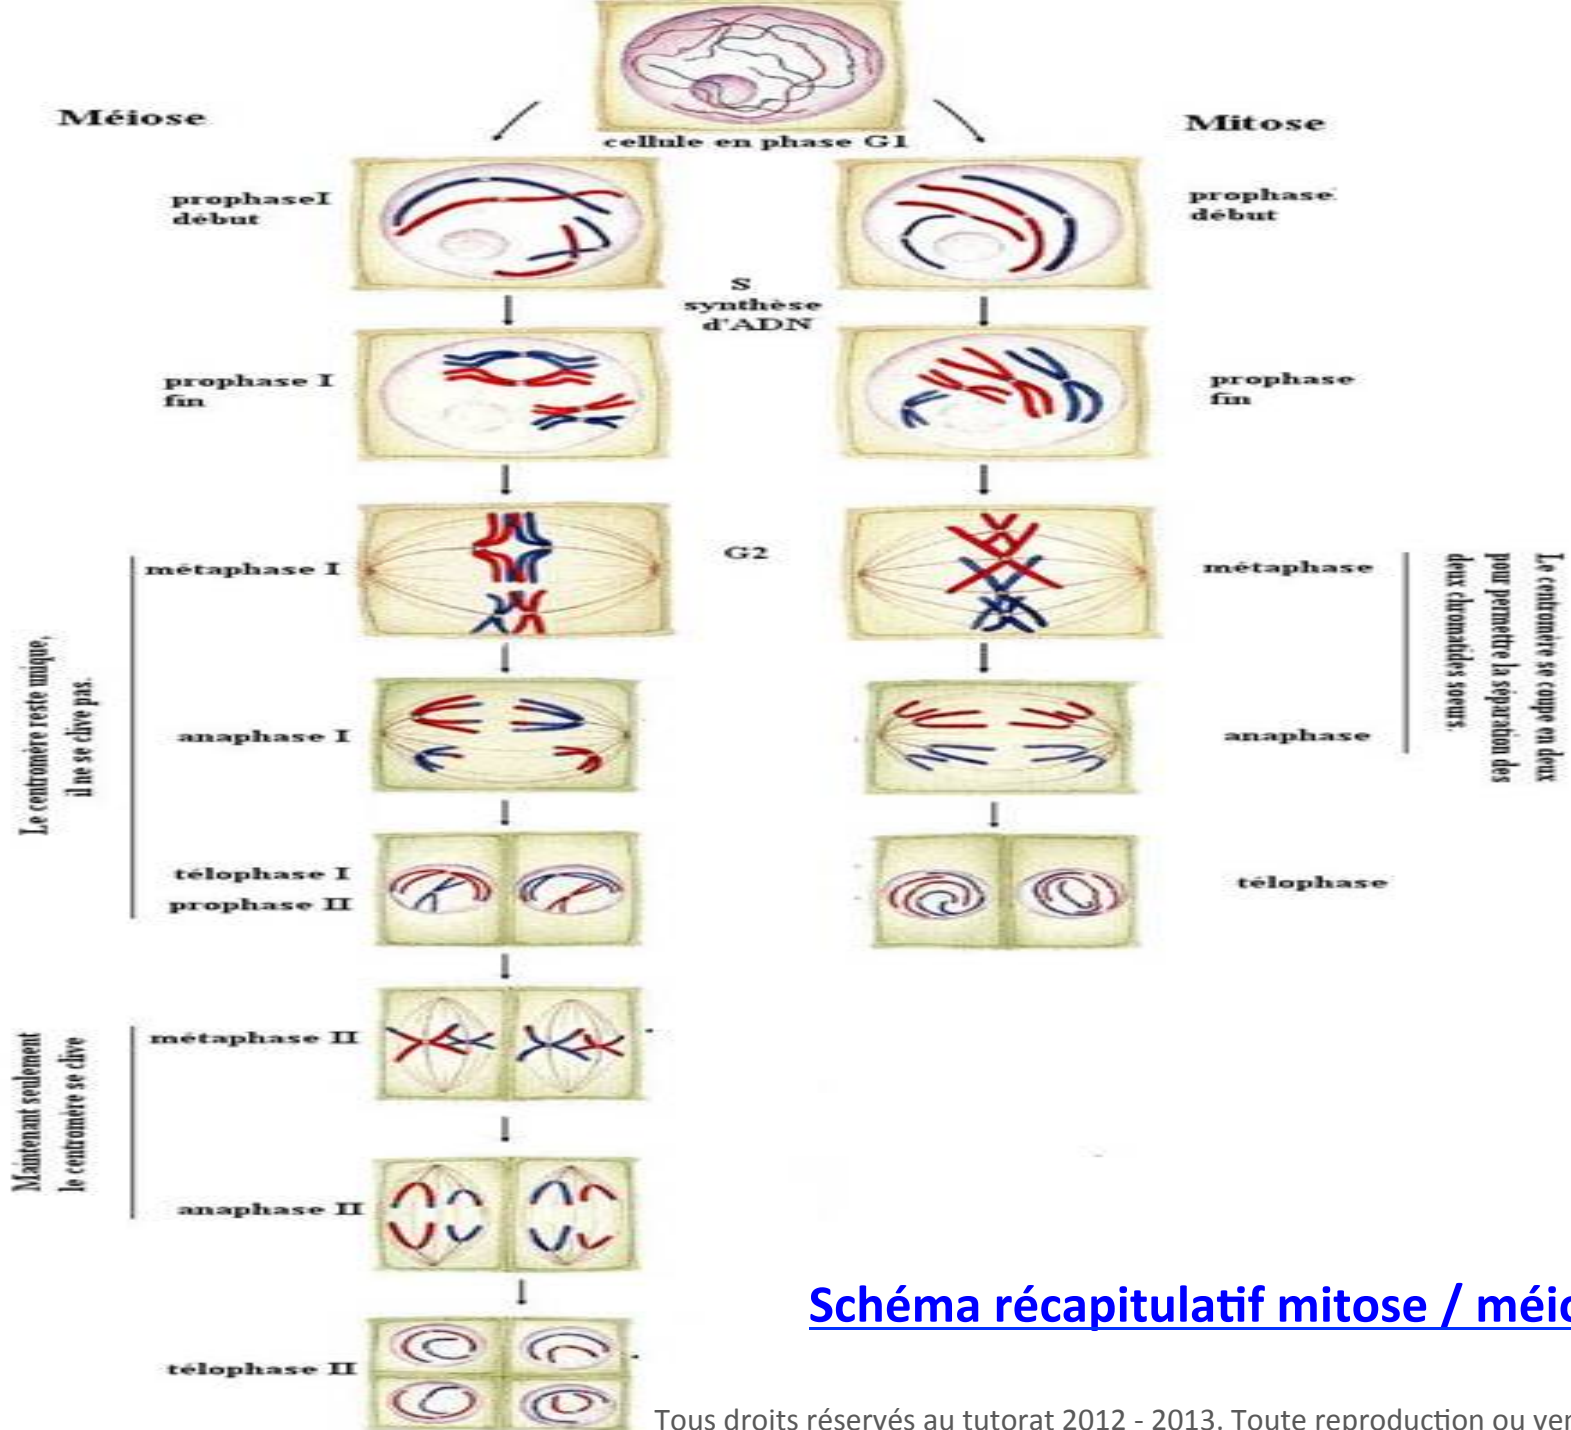 cellule en phase G1
Méiose
prophaseI
début
prophase I
fin
métaphase I
anaphase I
télophase I
prophase II
métaphase II
anaphase II
télophase II
Le centromère reste unique,
il ne se clive pas.
Maintenant seulement
le centromère se clive
S
synthèse
d'ADN
G2
Mitose
prophase
début
prophase
fin
métaphase
anaphase
télophase
Le centromère se coupe en deux
pour permettre la séparation des
deux chromatides soeurs.
Schéma récapitulatif mitose / méio
Tous droits réservés au tutorat 2012 - 2013. Toute reproduction ou ven